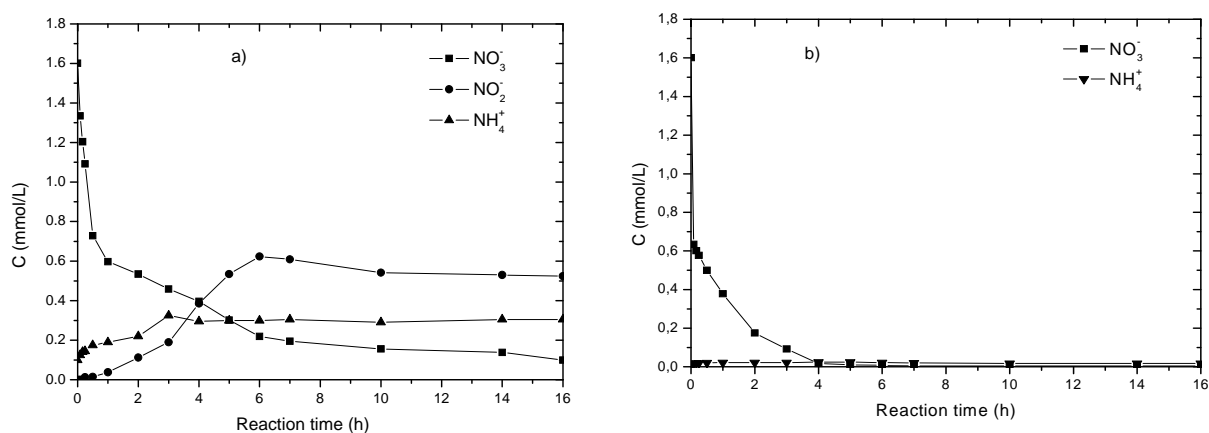 a)
NO₃⁻
NO₂⁻
NH₄⁺
C (mmol/L)
1.8
1.6
1.4
1.2
1.0
0.8
0.6
0.4
0.2
0.0
0 2 4 6 8 10 12 14 16
Reaction time (h)
b)
NO₃⁻
NH₄⁺
C (mmol/L)
1,8
1,6
1,4
1,2
1,0
0,8
0,6
0,4
0,2
0,0
0 2 4 6 8 10 12 14 16
Reaction time (h)